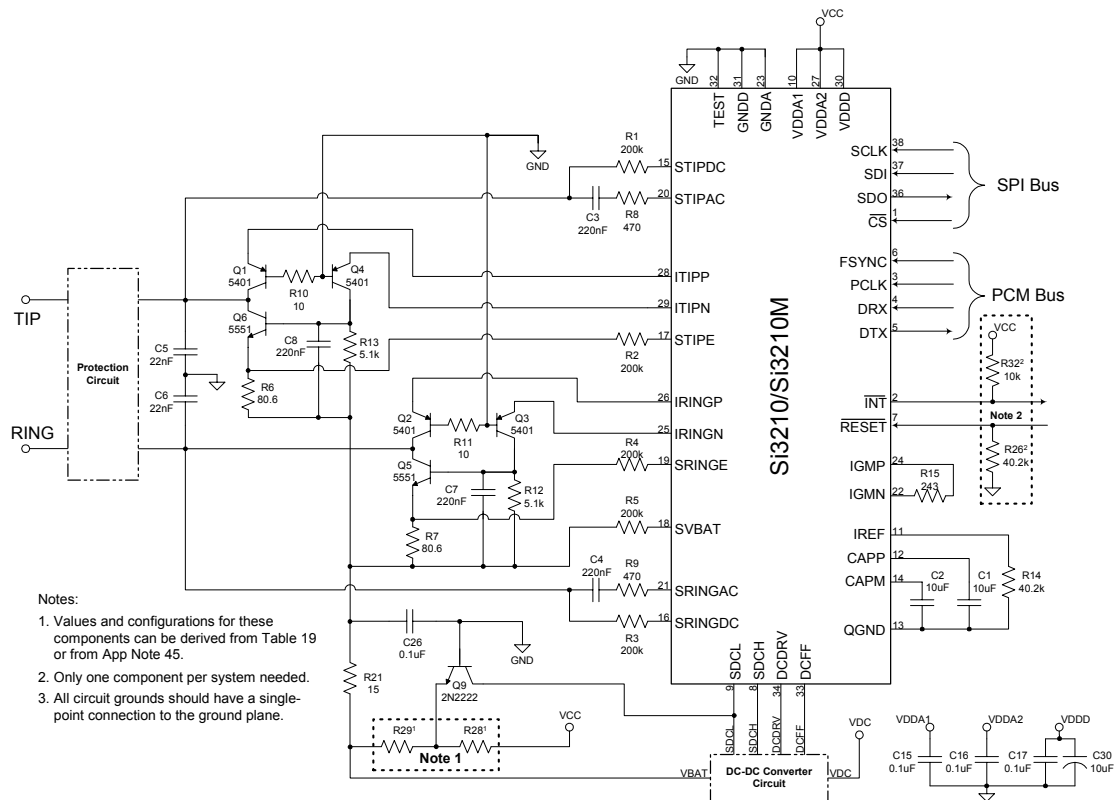 VCC
GND
TEST 32
GNDD 31
GNDA 23
VDDA1 10
VDDA2 27
VDDD 30
Si3210/Si3210M
R1
200k
15 STIPDC
GND
20 STIPAC
C3
220nF
R8
470
SCLK 38
SDI 37
SDO 36
CS 1
SPI Bus
FSYNC 6
PCLK 3
DRX 4
DTX 5
PCM Bus
Q1
5401
R10
10
Q4
5401
28 ITIPP
29 ITIPN
Q6
5551
C8
220nF
R13
5.1k
17 STIPE
R2
200k
R6
80.6
TIP
Protection
Circuit
C5
22nF
C6
22nF
RING
VCC
R32²
10k
INT 2
Note 2
RESET 7
R26²
40.2k
Q2
5401
R11
10
Q3
5401
26 IRINGP
25 IRINGN
R4
200k
19 SRINGE
Q5
5551
C7
220nF
R12
5.1k
R7
80.6
R5
200k
18 SVBAT
IGMP 24
R15
243
IGMN 22
IREF 11
CAPP 12
CAPM 14
C2
10uF
C1
10uF
R14
40.2k
QGND 13
C4
220nF
R9
470
21 SRINGAC
16 SRINGDC
R3
200k
Notes:
1. Values and configurations for these
components can be derived from Table 19
or from App Note 45.
2. Only one component per system needed.
3. All circuit grounds should have a single-
point connection to the ground plane.
C26
0.1uF
GND
R21
15
Q9
2N2222
R29¹
R28¹
Note 1
VCC
SDCL 9
SDCH 8
DCDRV 34
DCFF 33
SDCL
SDCH
DCDRV
DCFF
VBAT
DC-DC Converter
Circuit
VDC
VDC
VDDA1
VDDA2
VDDD
C15
0.1uF
C16
0.1uF
C17
0.1uF
C30
10uF